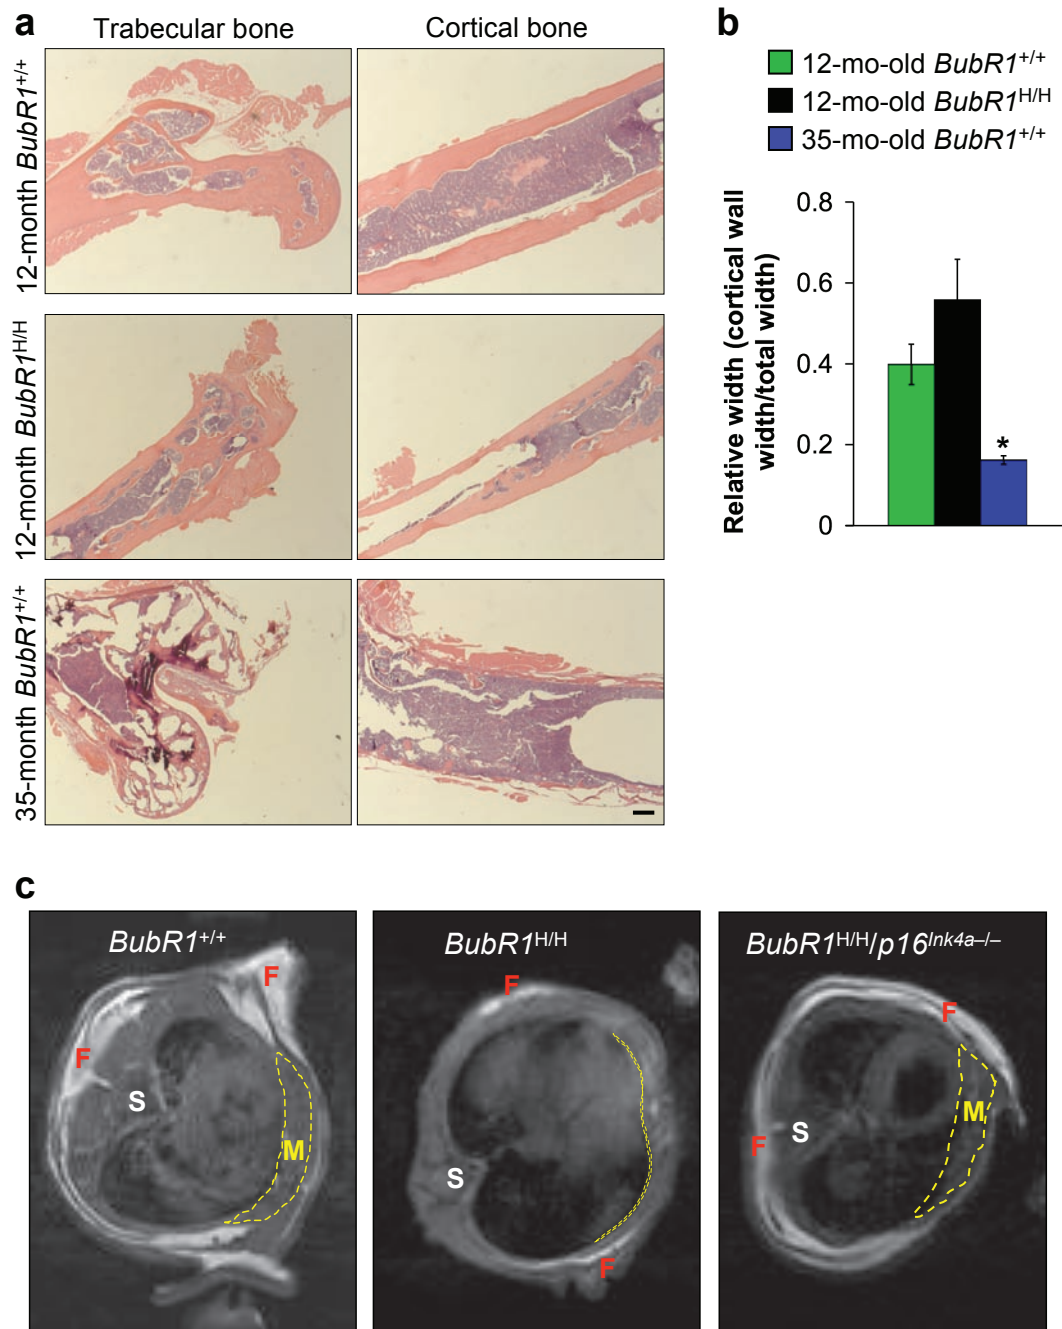 a
Trabecular bone
Cortical bone
12-month BubR1+/+
12-month BubR1H/H
35-month BubR1+/+
b
12-mo-old BubR1+/+
12-mo-old BubR1H/H
35-mo-old BubR1+/+
Relative width (cortical wall
width/total width)
0.8
0.6
0.4
0.2
0
*
c
BubR1+/+
F
F
S
M
BubR1H/H
F
S
F
BubR1H/H/p16Ink4a–/–
F
M
S
F